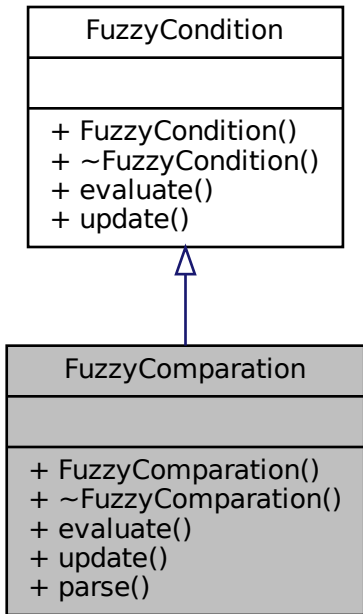 FuzzyCondition
+ FuzzyCondition()
+ ~FuzzyCondition()
+ evaluate()
+ update()
FuzzyComparation
+ FuzzyComparation()
+ ~FuzzyComparation()
+ evaluate()
+ update()
+ parse()